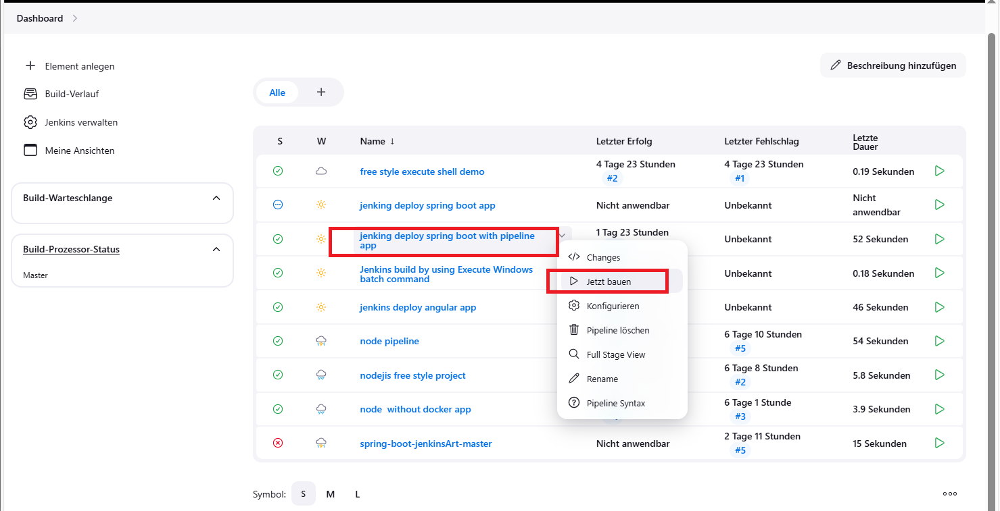 Dashboard
Element anlegen
Build-Verlauf
Jenkins verwalten
Meine Ansichten
Build-Warteschlange
Build-Prozessor-Status
Master
Beschreibung hinzufügen
Alle
S W Name ↓ Letzter Erfolg Letzter Fehlschlag Letzte
Dauer
free style execute shell demo 4 Tage 23 Stunden 4 Tage 23 Stunden 0.19 Sekunden
#2 #1
jenking deploy spring boot app Nicht anwendbar Unbekannt Nicht
anwendbar
jenking deploy spring boot with pipeline 1 Tag 23 Stunden Unbekannt 52 Sekunden
app
Jenkins build by using Execute Windows Unbekannt 0.18 Sekunden
batch command
jenkins deploy angular app Unbekannt 46 Sekunden
node pipeline 6 Tage 10 Stunden 54 Sekunden
#5
nodejis free style project 6 Tage 8 Stunden 5.8 Sekunden
#2
node  without docker app 6 Tage 1 Stunde 3.9 Sekunden
#3
spring-boot-jenkinsArt-master Nicht anwendbar 2 Tage 11 Stunden 15 Sekunden
#5
Changes
Jetzt bauen
Konfigurieren
Pipeline löschen
Full Stage View
Rename
Pipeline Syntax
Symbol: S M L